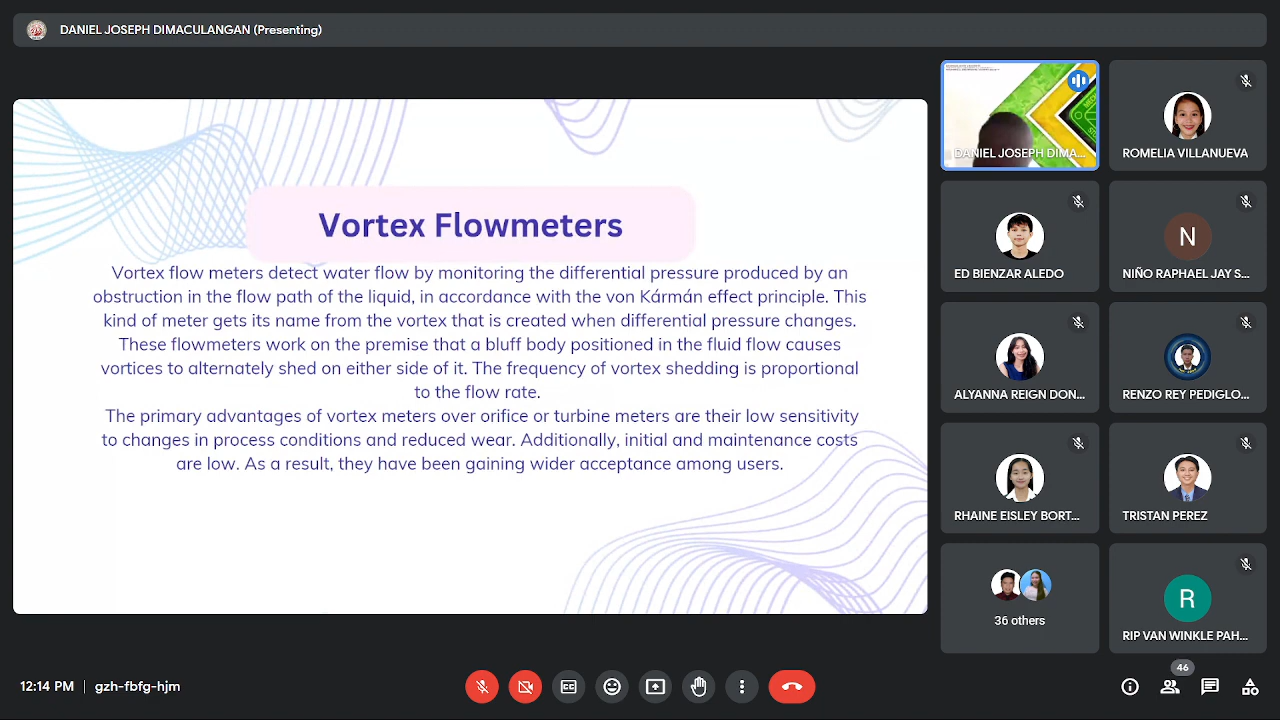 DANIEL JOSEPH DIMACULANGAN (Presenting)
Vortex Flowmeters
Vortex flow meters detect water flow by monitoring the differential pressure produced by an
obstruction in the flow path of the liquid, in accordance with the von Kármán effect principle. This
kind of meter gets its name from the vortex that is created when differential pressure changes.
These flowmeters work on the premise that a bluff body positioned in the fluid flow causes
vortices to alternately shed on either side of it. The frequency of vortex shedding is proportional
to the flow rate.
The primary advantages of vortex meters over orifice or turbine meters are their low sensitivity
to changes in process conditions and reduced wear. Additionally, initial and maintenance costs
are low. As a result, they have been gaining wider acceptance among users.
DANIEL JOSEPH DIMA...
ROMELIA VILLANUEVA
ED BIENZAR ALEDO
N
NIÑO RAPHAEL JAY S...
ALYANNA REIGN DON...
RENZO REY PEDIGLO...
RHAINE EISLEY BORT...
TRISTAN PEREZ
36 others
R
RIP VAN WINKLE PAH...
12:14 PM
gzh-fbfg-hjm
46